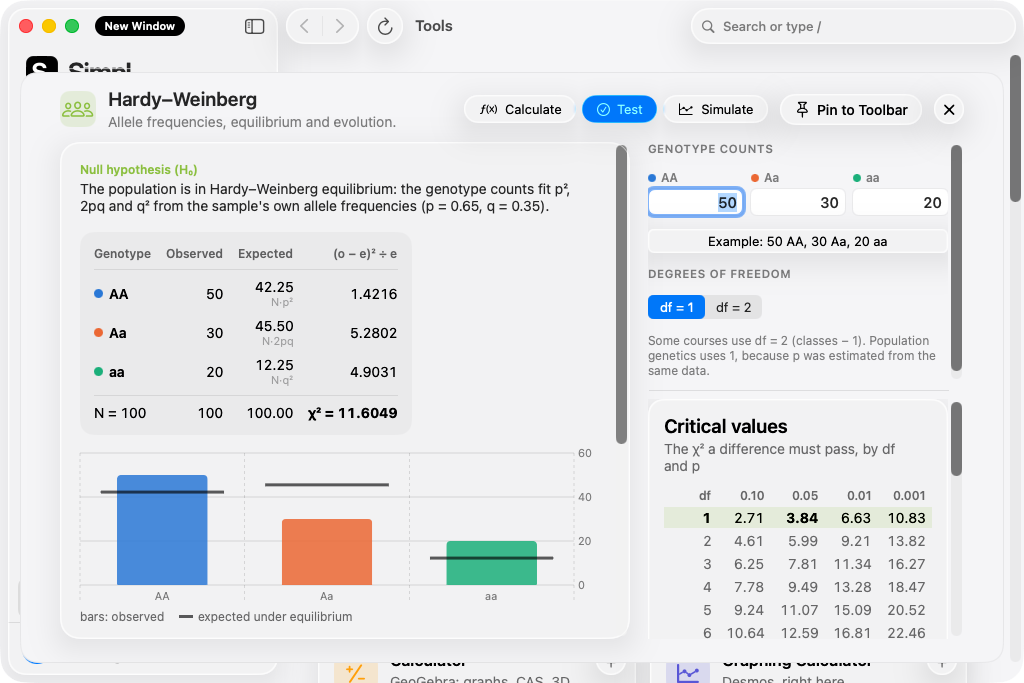 New Window
Tools
Search or type /
Hardy–Weinberg
Allele frequencies, equilibrium and evolution.
f(x) Calculate
Test
Simulate
Pin to Toolbar
Null hypothesis (H₀)
The population is in Hardy–Weinberg equilibrium: the genotype counts fit p²,
2pq and q² from the sample's own allele frequencies (p = 0.65, q = 0.35).
Genotype Observed Expected (o − e)² ÷ e
AA 50 42.25 1.4216
N·p²
Aa 30 45.50 5.2802
N·2pq
aa 20 12.25 4.9031
N·q²
N = 100 100 100.00 χ² = 11.6049
60
40
20
0
AA Aa aa
bars: observed expected under equilibrium
GENOTYPE COUNTS
AA Aa aa
50 30 20
Example: 50 AA, 30 Aa, 20 aa
DEGREES OF FREEDOM
df = 1 df = 2
Some courses use df = 2 (classes − 1). Population
genetics uses 1, because p was estimated from the
same data.
Critical values
The χ² a difference must pass, by df
and p
df 0.10 0.05 0.01 0.001
1 2.71 3.84 6.63 10.83
2 4.61 5.99 9.21 13.82
3 6.25 7.81 11.34 16.27
4 7.78 9.49 13.28 18.47
5 9.24 11.07 15.09 20.52
6 10.64 12.59 16.81 22.46
Calculator
GeoGebra: graphs, CAS, 3D
Graphing Calculator
Desmos, right here